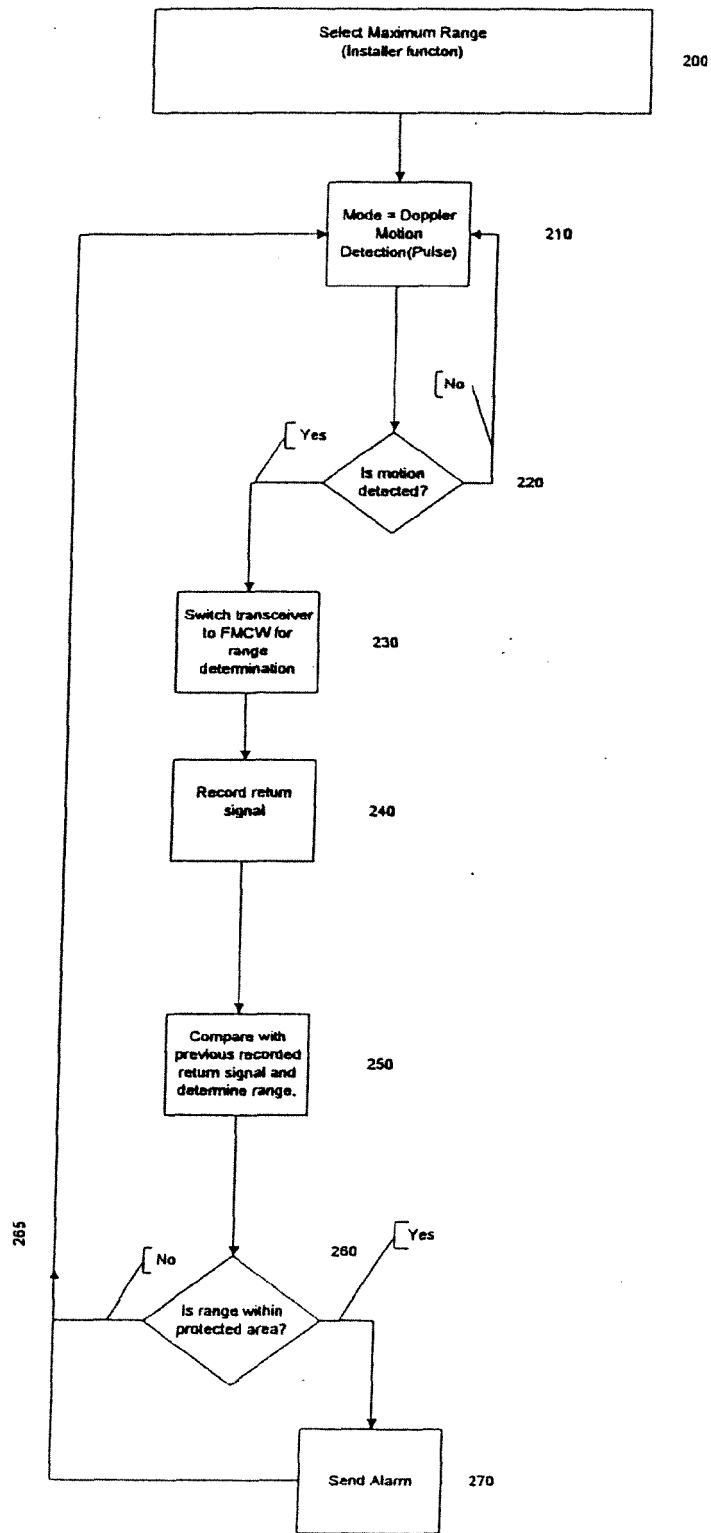 Select Maximum Range
(Installer functon)
200
Mode = Doppler
Motion
Detection(Pulse)
210
No
Yes
Is motion
detected?
220
Switch transceiver
to FMCW for
range
determination
230
Record return
signal
240
Compare with
previous recorded
return signal and
determine range.
250
265
No
260
Yes
Is range within
protected area?
Send Alarm
270